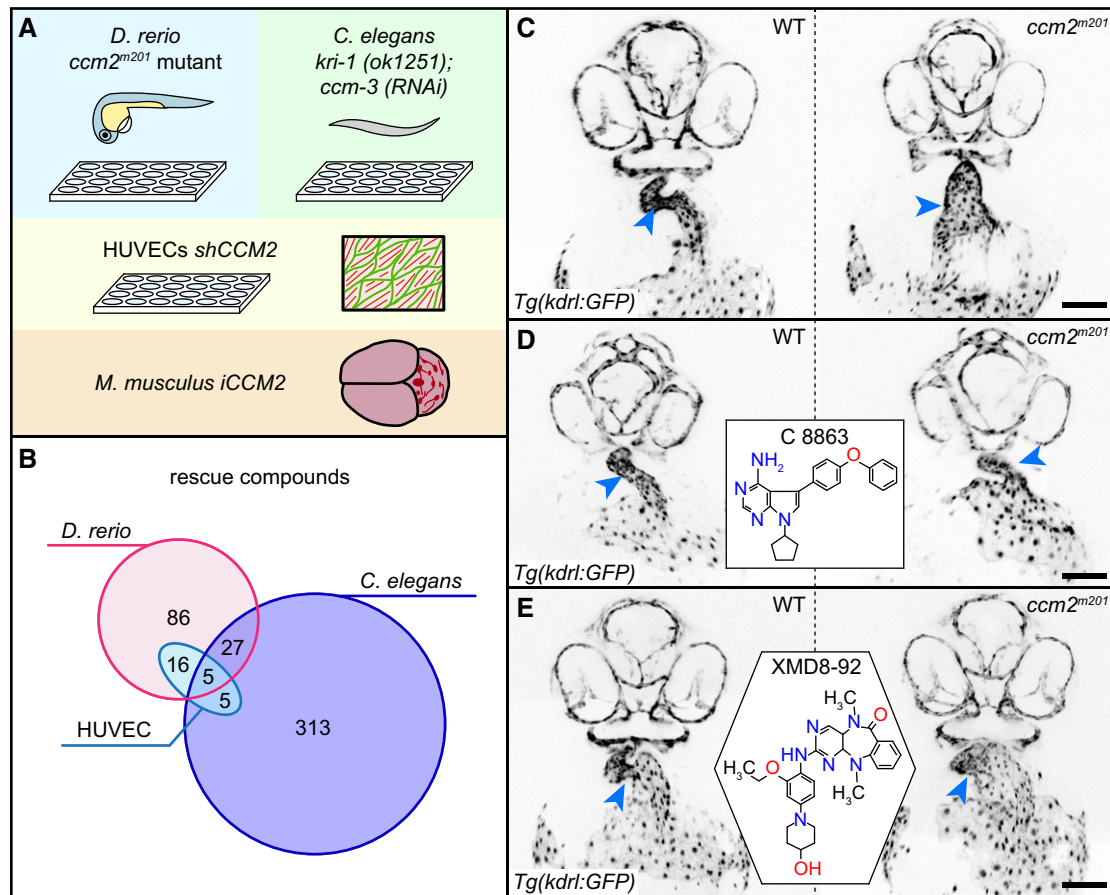 A
D. rerio
ccm2m201 mutant
C. elegans
kri-1 (ok1251);
ccm-3 (RNAi)
HUVECs shCCM2
M. musculus iCCM2
B
rescue compounds
D. rerio
C. elegans
86
27
16
5
5
313
HUVEC
C
WT
ccm2m201
Tg(kdrl:GFP)
D
WT
ccm2m201
C 8863
NH2
O
N
N
N
Tg(kdrl:GFP)
E
WT
ccm2m201
XMD8-92
H3C
N
O
N
HN
N
N
CH3
H3C
O
N
OH
Tg(kdrl:GFP)